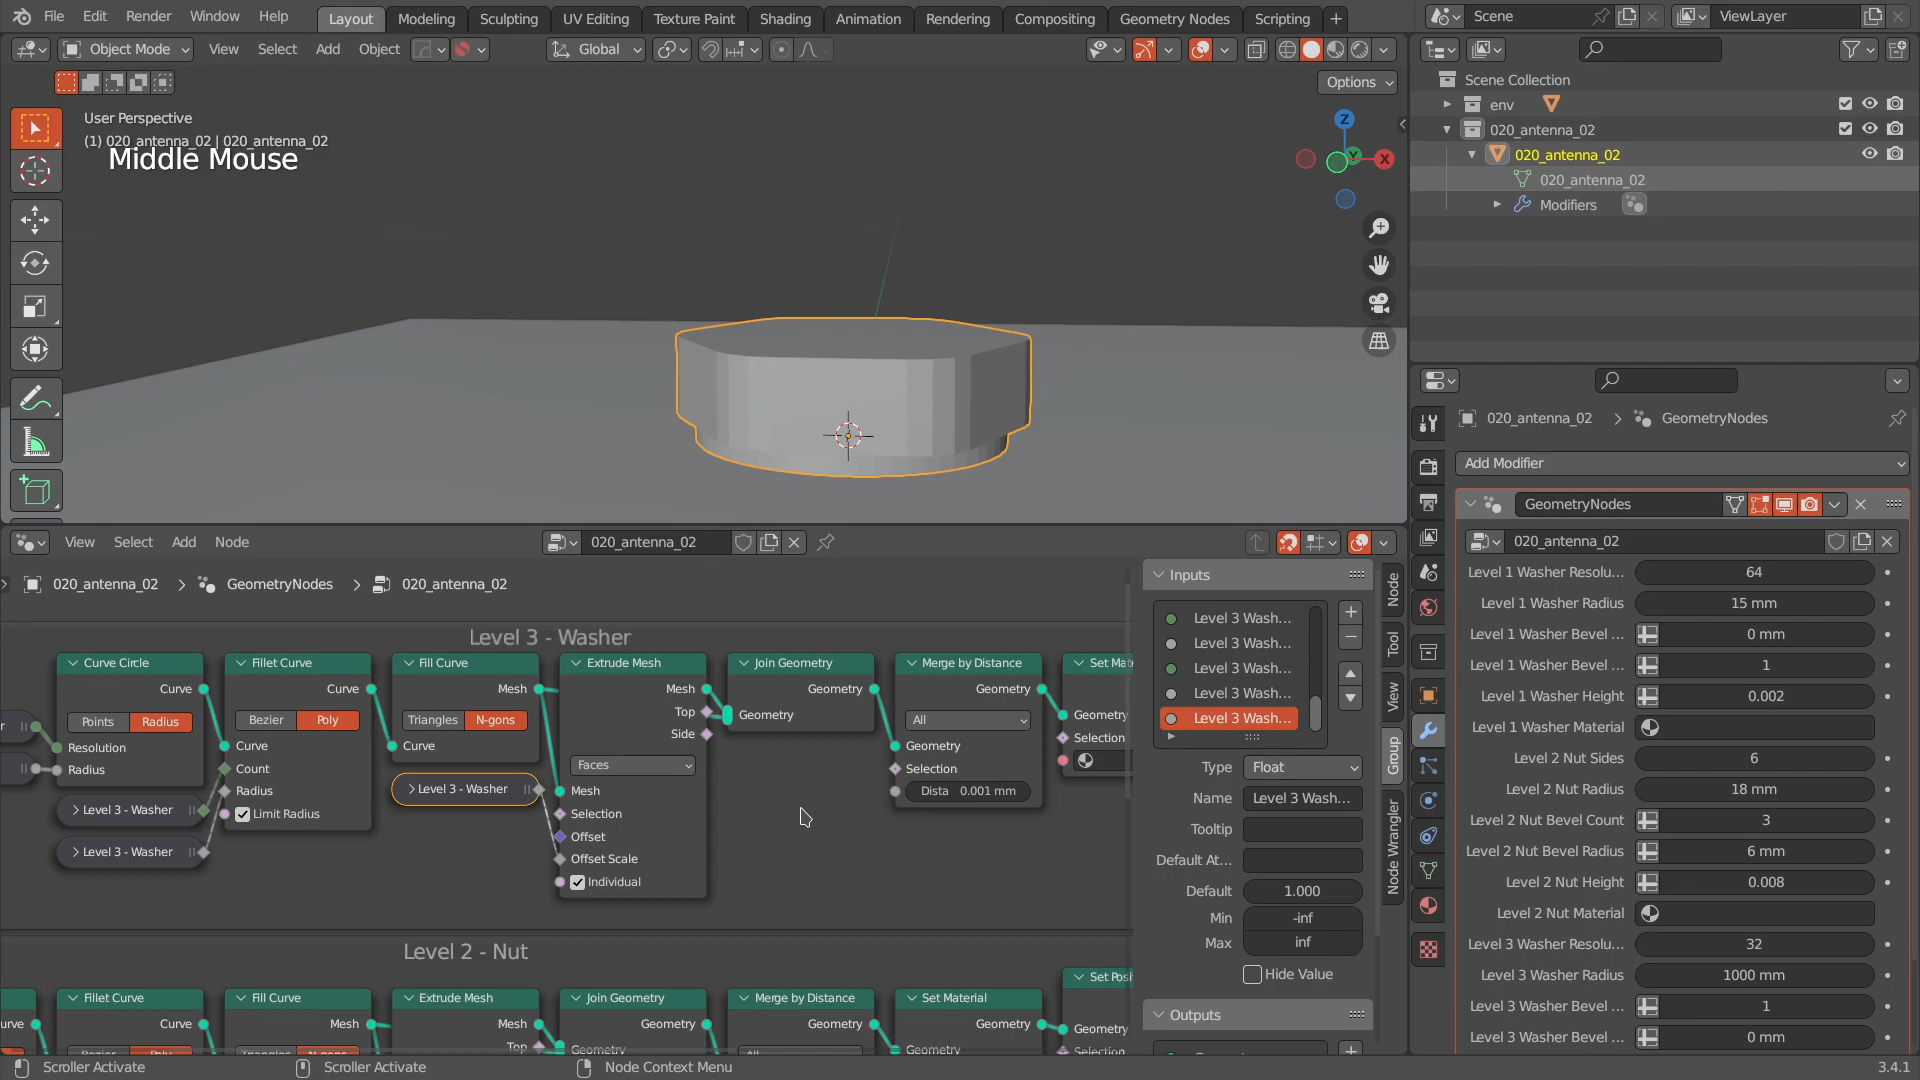 File Edit Render Window Help Layout Modeling Sculpting UV Editing Texture Paint Shading Animation Rendering Compositing Geometry Nodes Scripting + Scene ViewLayer
Object Mode View Select Add Object Global
Options
User Perspective
(1) 020_antenna_02 | 020_antenna_02
Middle Mouse
Z
Y
X
Scene Collection
env
020_antenna_02
020_antenna_02
020_antenna_02
Modifiers
020_antenna_02 > GeometryNodes
Add Modifier
GeometryNodes
020_antenna_02
Level 1 Washer Resolu... 64
Level 1 Washer Radius 15 mm
Level 1 Washer Bevel ... 0 mm
Level 1 Washer Bevel ... 1
Level 1 Washer Height 0.002
Level 1 Washer Material
Level 2 Nut Sides 6
Level 2 Nut Radius 18 mm
Level 2 Nut Bevel Count 3
Level 2 Nut Bevel Radius 6 mm
Level 2 Nut Height 0.008
Level 2 Nut Material
Level 3 Washer Resolu... 32
Level 3 Washer Radius 1000 mm
Level 3 Washer Bevel ... 1
Level 3 Washer Bevel ... 0 mm
View Select Add Node 020_antenna_02
020_antenna_02 > GeometryNodes > 020_antenna_02
Level 3 - Washer
Curve Circle
Curve
Points Radius
Resolution
Radius
Level 3 - Washer
Level 3 - Washer
Fillet Curve
Curve
Bezier Poly
Curve
Count
Radius
Limit Radius
Fill Curve
Mesh
Triangles N-gons
Curve
Level 3 - Washer
Extrude Mesh
Mesh
Top
Side
Faces
Mesh
Selection
Offset
Offset Scale
Individual
Join Geometry
Geometry
Geometry
Merge by Distance
Geometry
All
Geometry
Selection
Dista 0.001 mm
Set Mat
Geometry
Selection
Level 2 - Nut
Fillet Curve
Curve
Bezier Poly
Fill Curve
Mesh
Triangles N-gons
Extrude Mesh
Mesh
Top
Join Geometry
Geometry
Geometry
Merge by Distance
Geometry
All
Set Material
Geometry
Geometry
Set Posi
Geometry
Selection
Inputs
Level 3 Wash...
Level 3 Wash...
Level 3 Wash...
Level 3 Wash...
Level 3 Wash...
Type Float
Name Level 3 Wash...
Tooltip
Default At...
Default 1.000
Min -inf
Max inf
Hide Value
Outputs
Node
Tool
View
Group
Node Wrangler
Scroller Activate Scroller Activate Node Context Menu 3.4.1